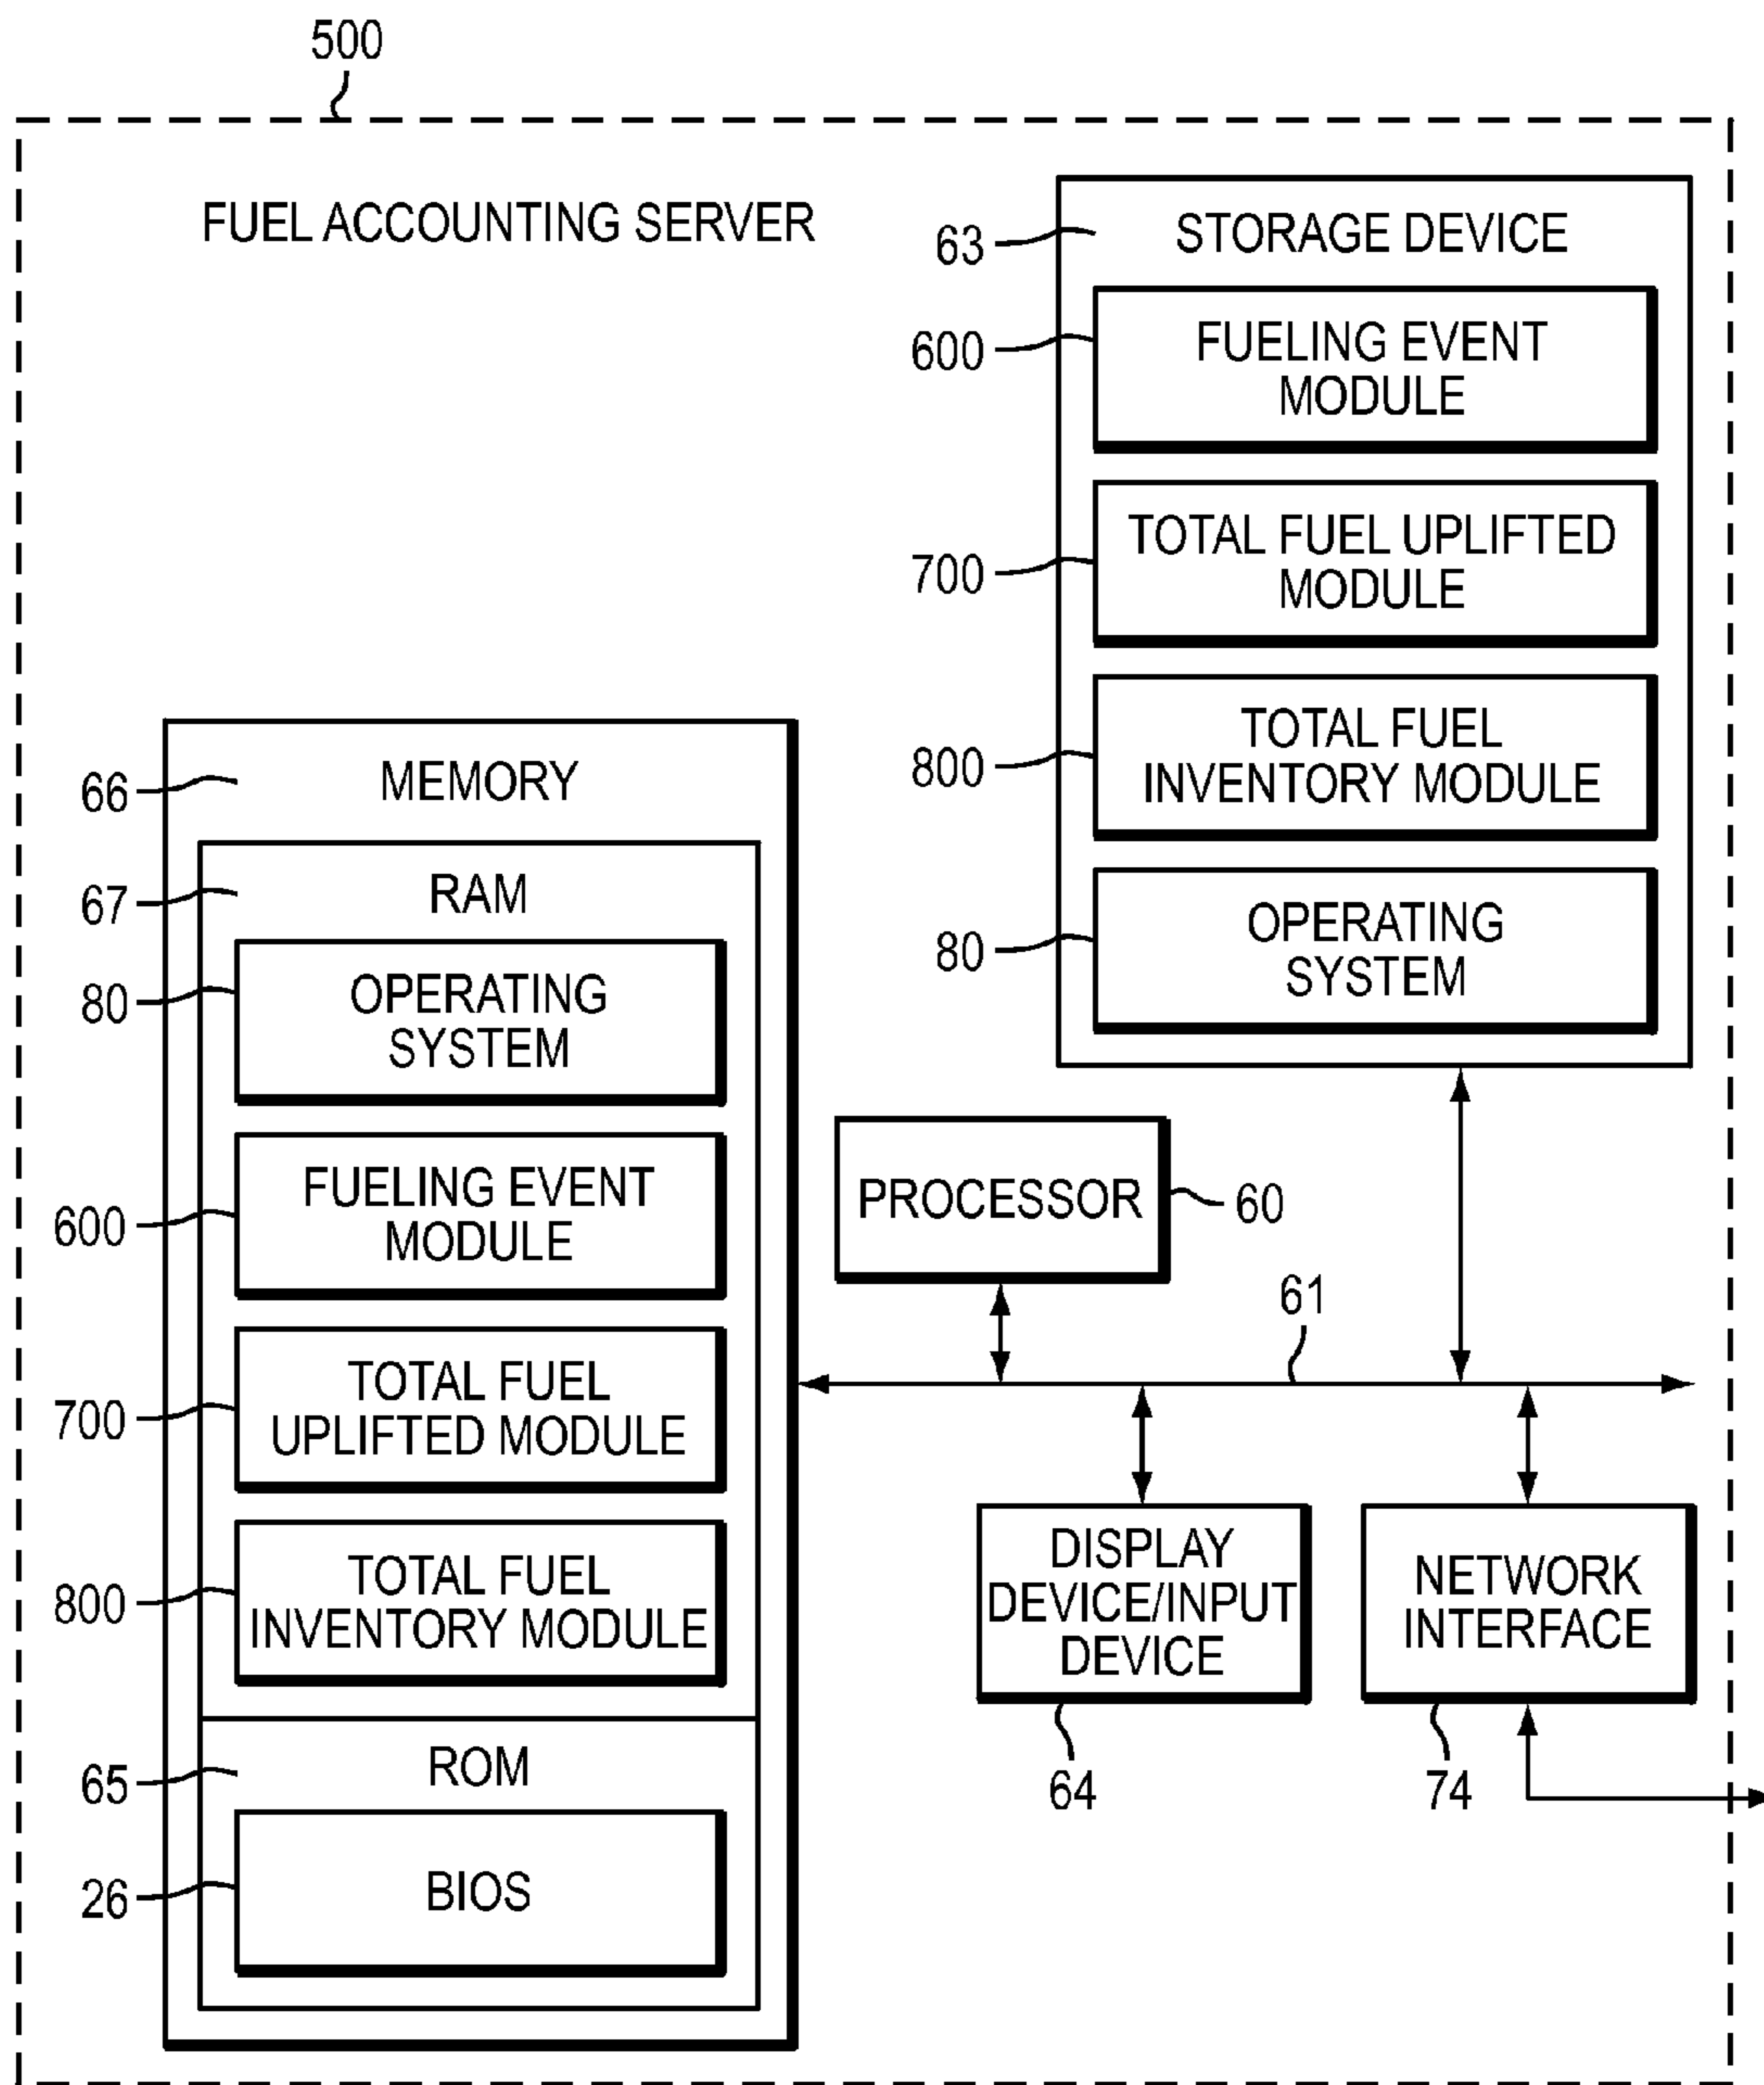 500
FUEL ACCOUNTING SERVER
63
STORAGE DEVICE
600
FUELING EVENT
MODULE
700
TOTAL FUEL UPLIFTED
MODULE
800
TOTAL FUEL
INVENTORY MODULE
80
OPERATING
SYSTEM
66
MEMORY
67
RAM
80
OPERATING
SYSTEM
600
FUELING EVENT
MODULE
700
TOTAL FUEL
UPLIFTED MODULE
800
TOTAL FUEL
INVENTORY MODULE
65
ROM
26
BIOS
PROCESSOR
60
61
DISPLAY
DEVICE/INPUT
DEVICE
64
NETWORK
INTERFACE
74